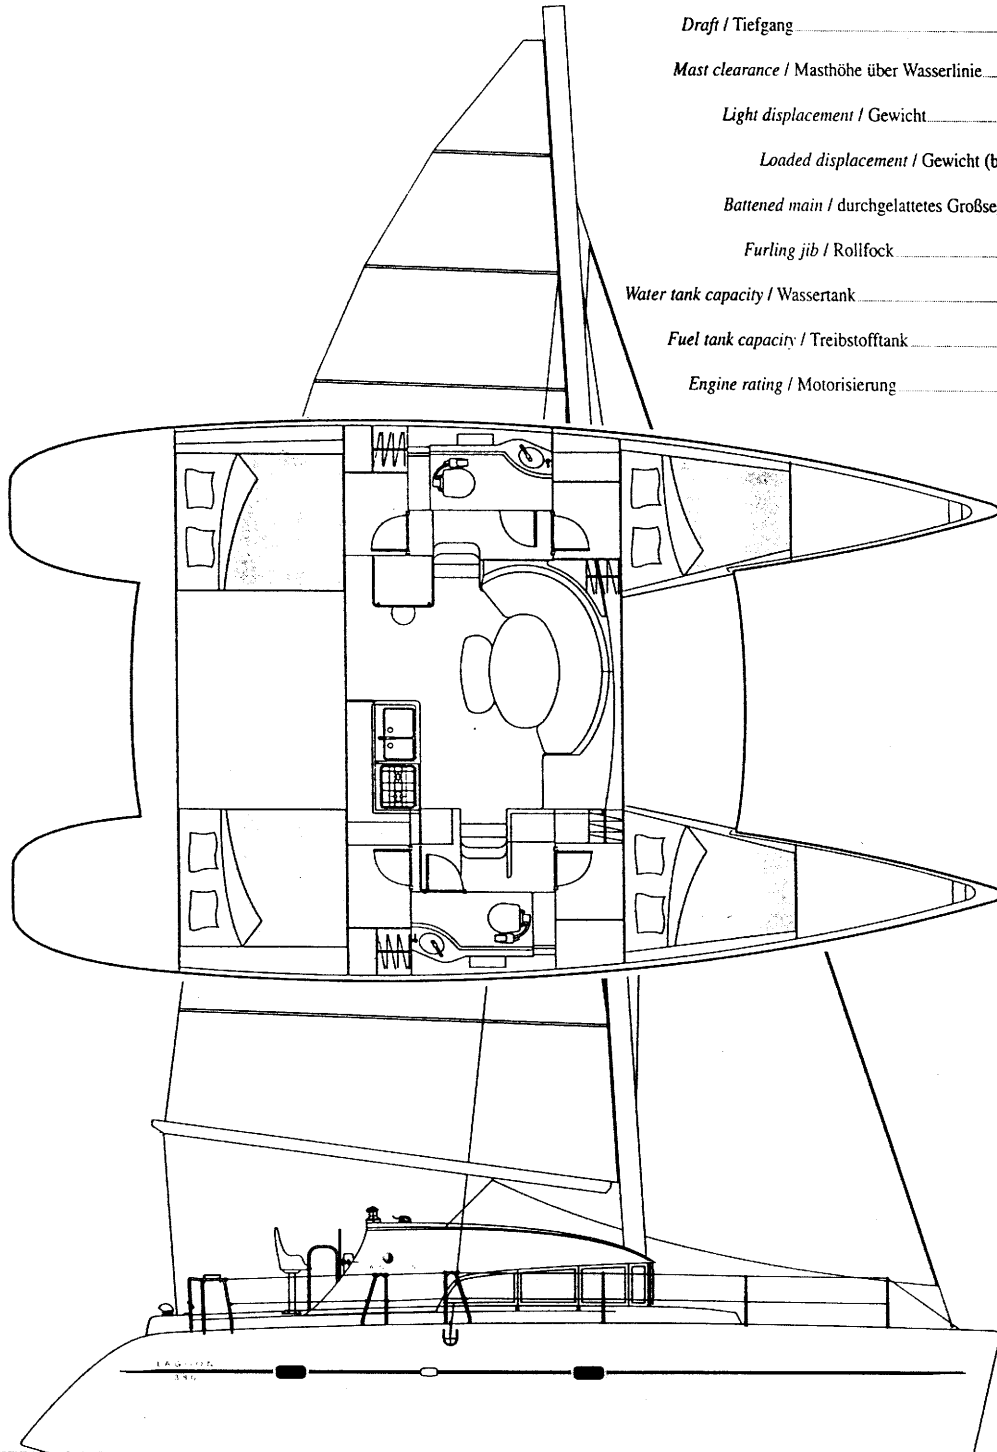 Draft / Tiefgang
Mast clearance / Masthöhe über Wasserlinie
Light displacement / Gewicht
Loaded displacement / Gewicht (b
Battened main / durchgelattetes Großse
Furling jib / Rollfock
Water tank capacity / Wassertank
Fuel tank capacity / Treibstofftank
Engine rating / Motorisierung
LAGOON